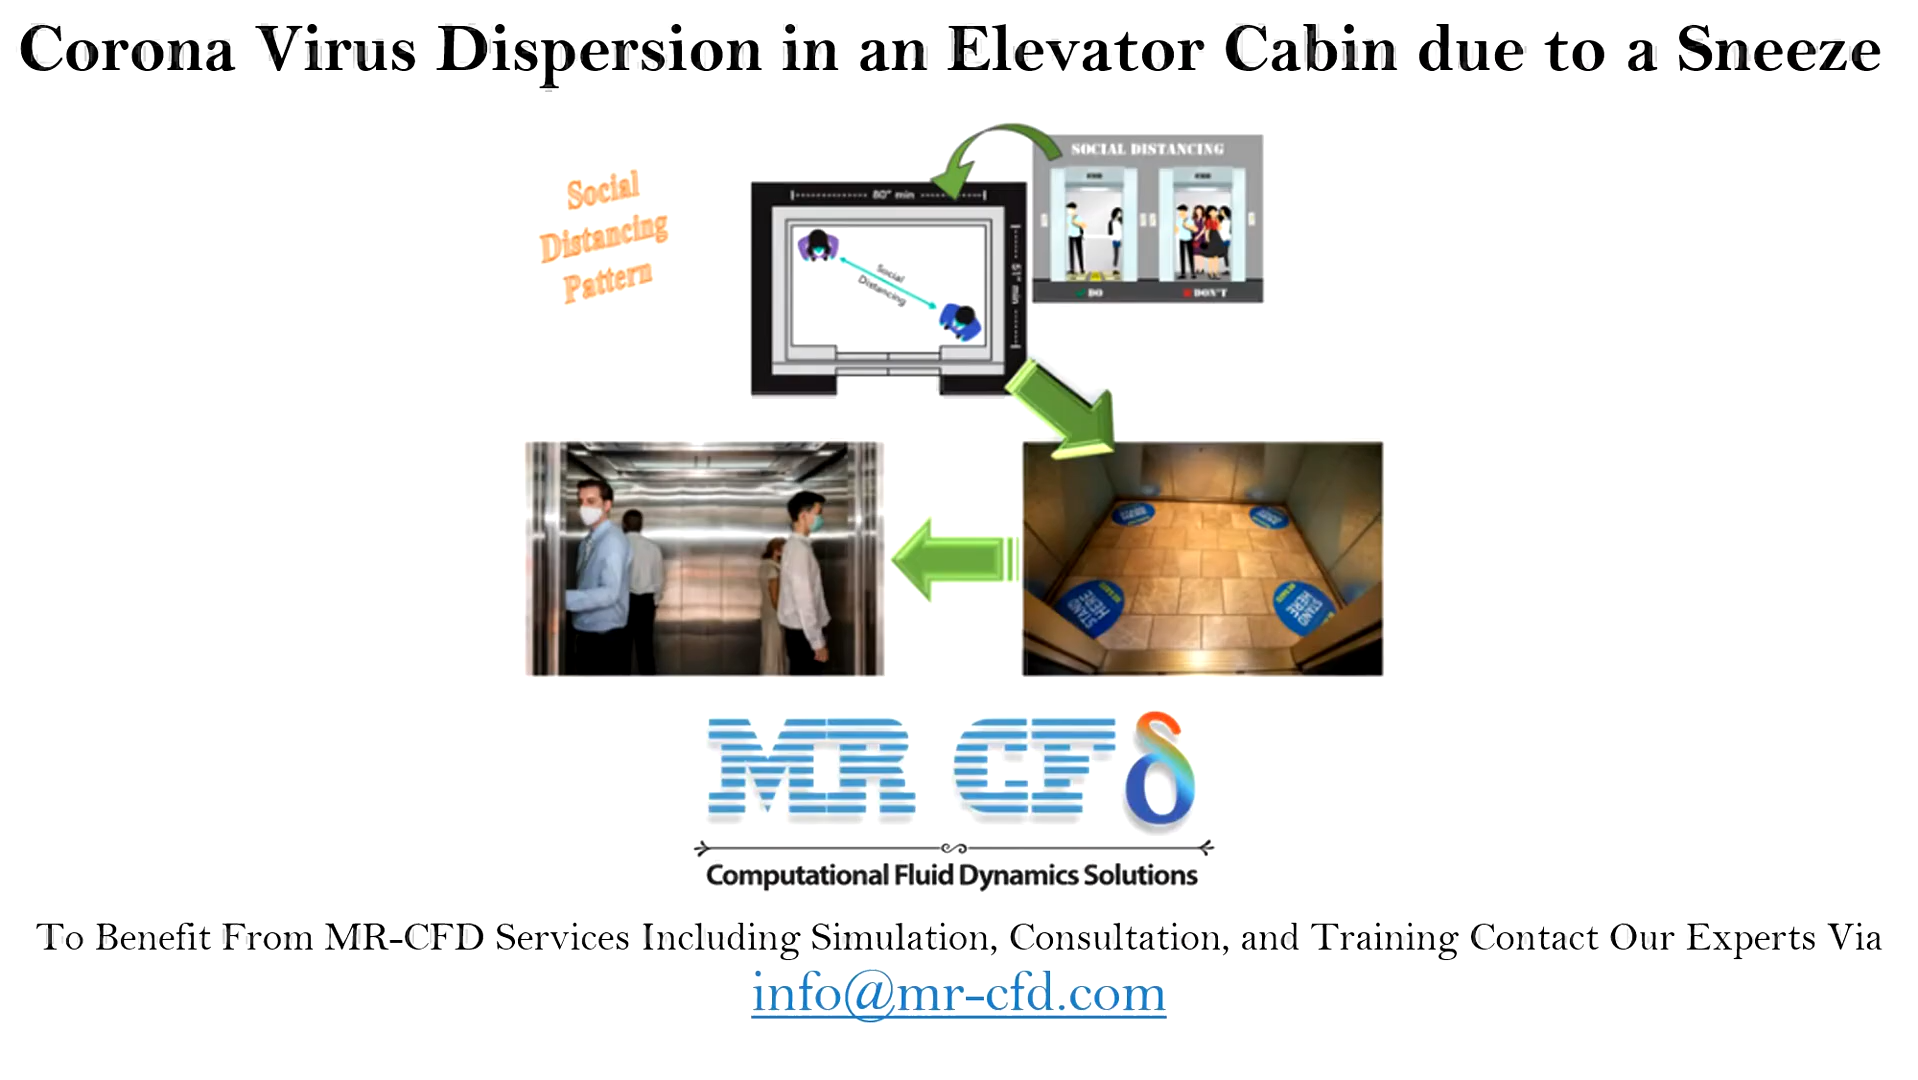 Corona Virus Dispersion in an Elevator Cabin due to a Sneeze
Social
Distancing
Pattern
SOCIAL DISTANCING
DO
DON'T
80" min
51" min
Social
Distancing
STAND
HERE
STAND
HERE
MR CFδ
Computational Fluid Dynamics Solutions
To Benefit From MR-CFD Services Including Simulation, Consultation, and Training Contact Our Experts Via
info@mr-cfd.com